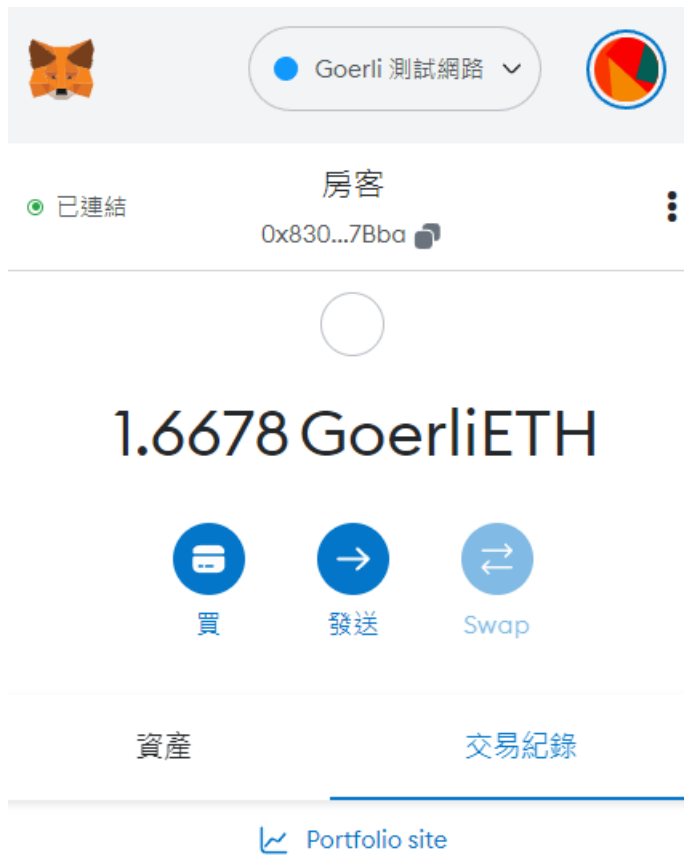 Goerli 測試網路
已連結
房客
0x830...7Bba
1.6678 GoerliETH
買
發送
Swap
資產
交易紀錄
Portfolio site